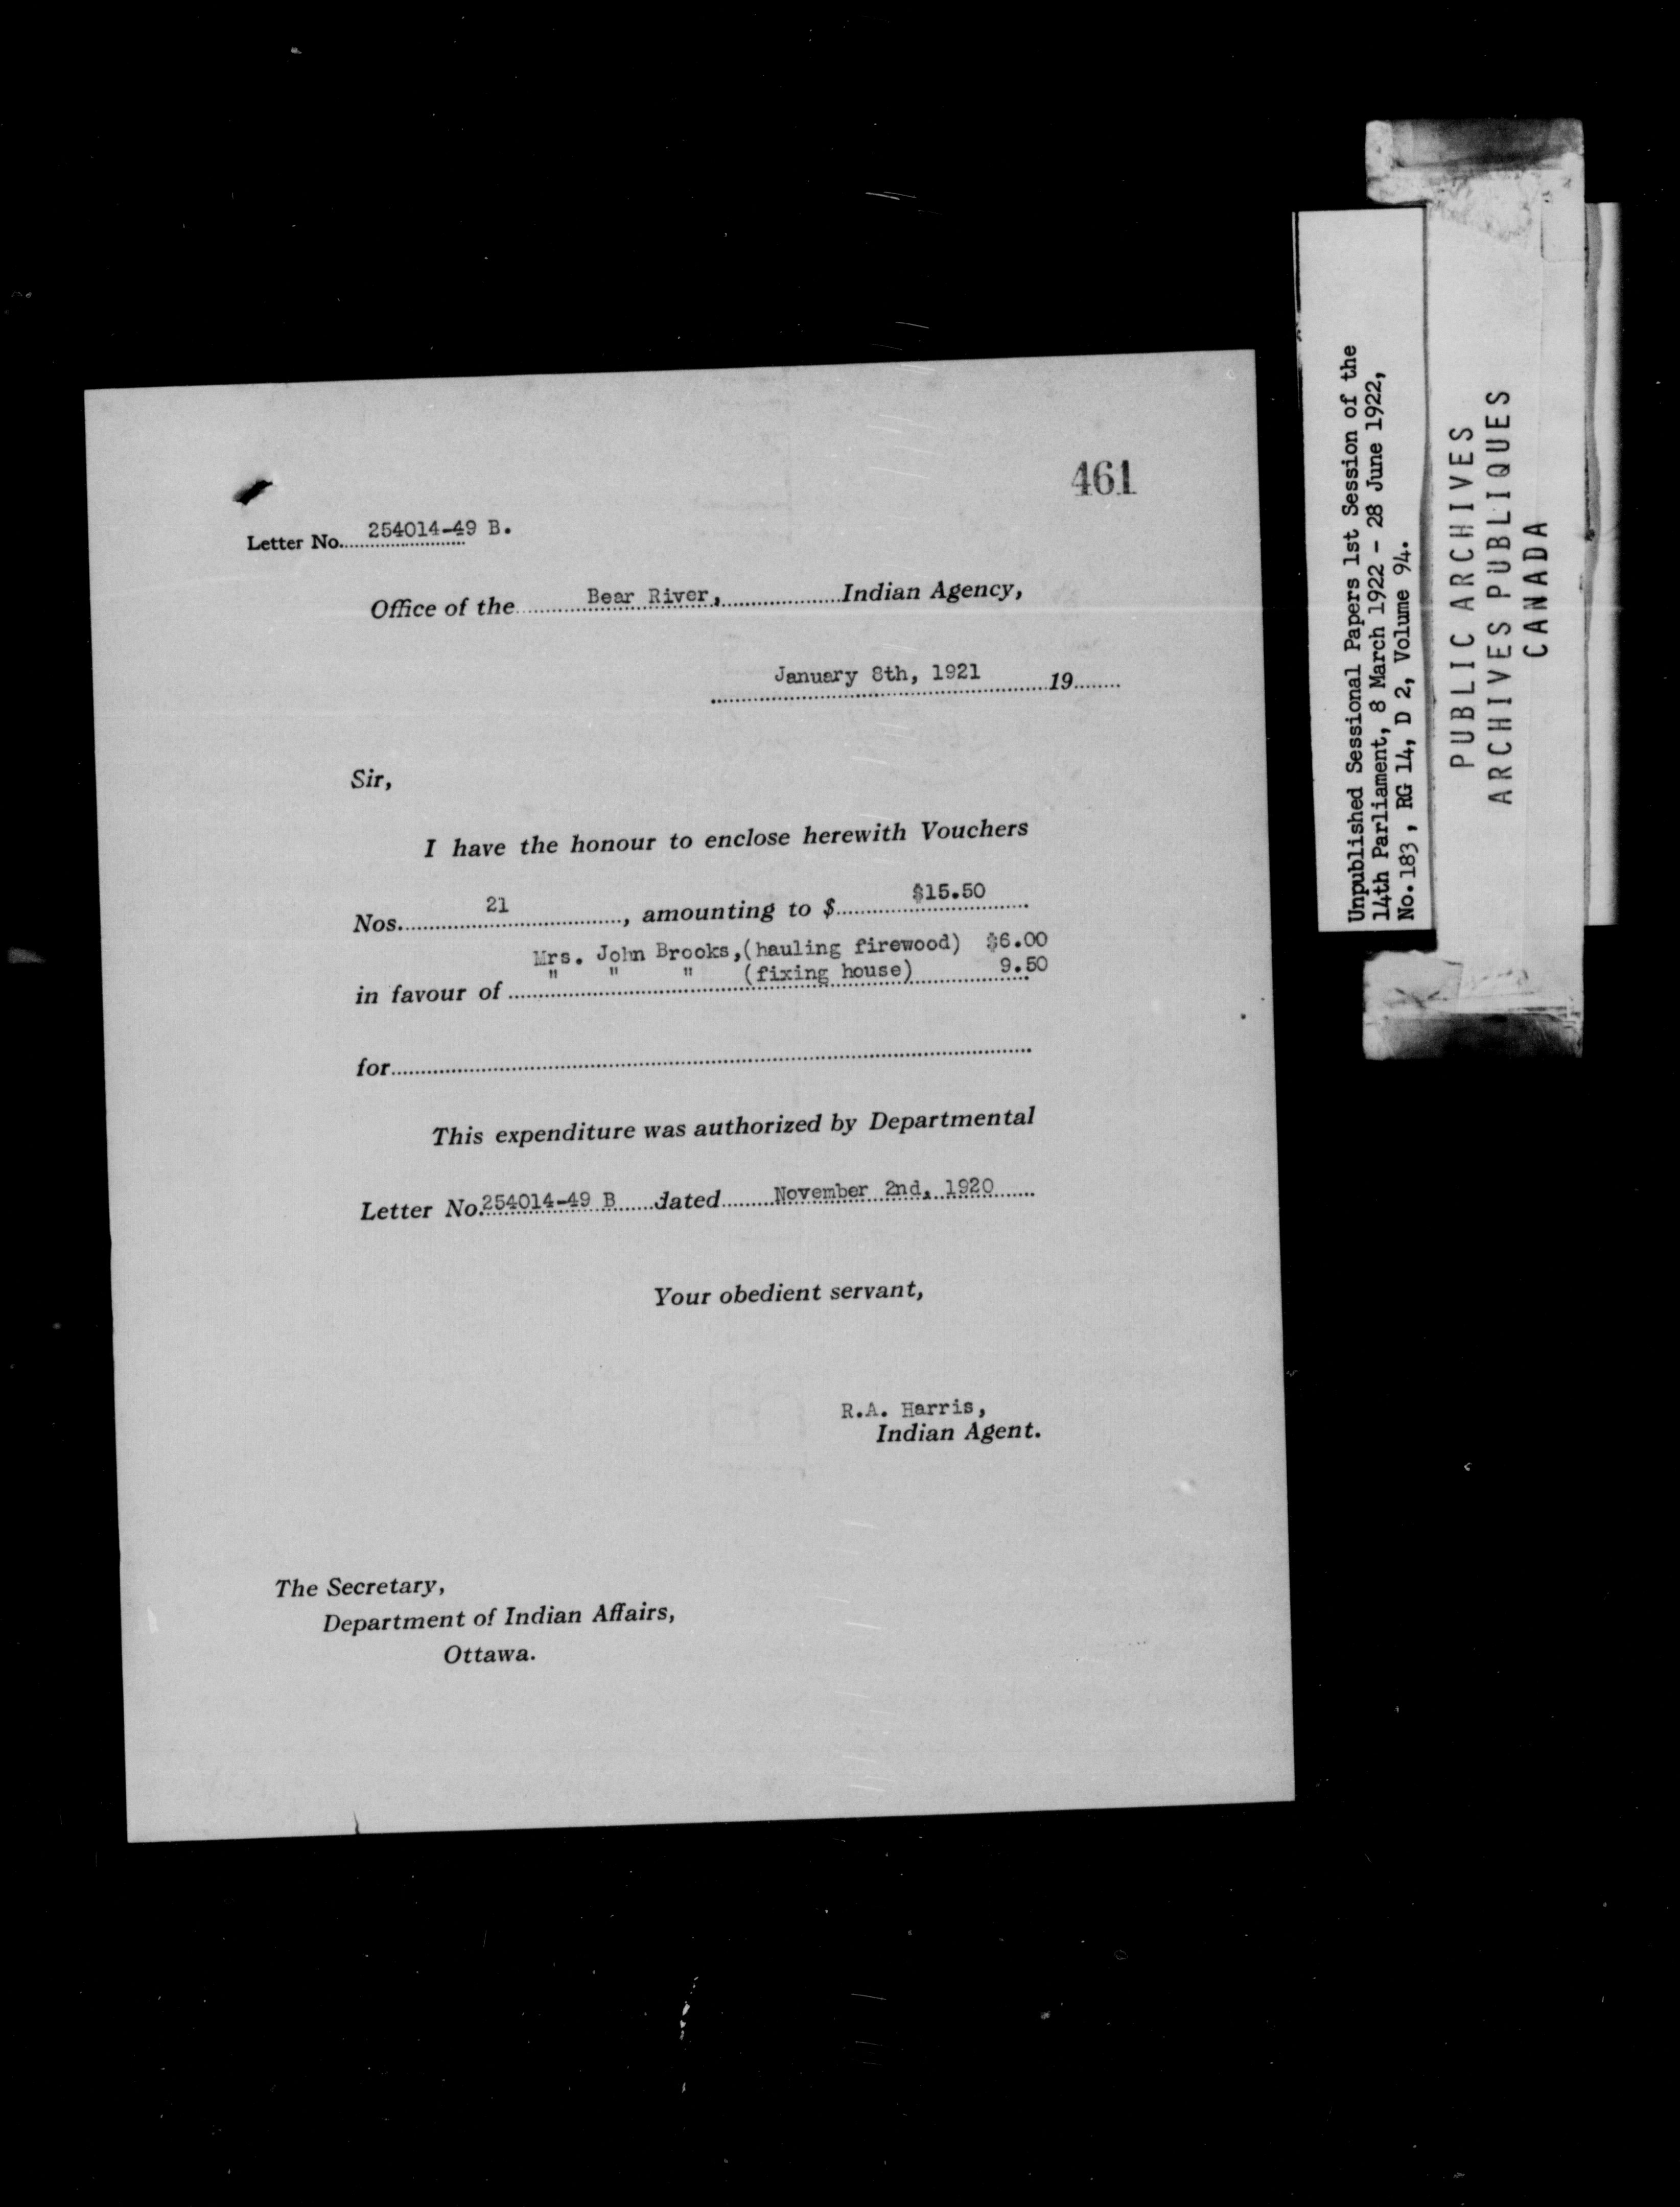 461
Letter No. 254014-49 B.
Office of the Bear River, Indian Agency,
January 8th, 1921 19
Sir,
I have the honour to enclose herewith Vouchers
Nos. 21, amounting to $ $15.50
Mrs. John Brooks,(hauling firewood) $6.00
in favour of " " " (fixing house) 9.50
for
This expenditure was authorized by Departmental
Letter No. 254014-49 B dated November 2nd, 1920
Your obedient servant,
R.A. Harris,
Indian Agent.
The Secretary,
Department of Indian Affairs,
Ottawa.
Unpublished Sessional Papers 1st Session of the
14th Parliament, 8 March 1922 - 28 June 1922,
No. 183, RG 14, D 2, Volume 94.
PUBLIC ARCHIVES
ARCHIVES PUBLIQUES
CANADA